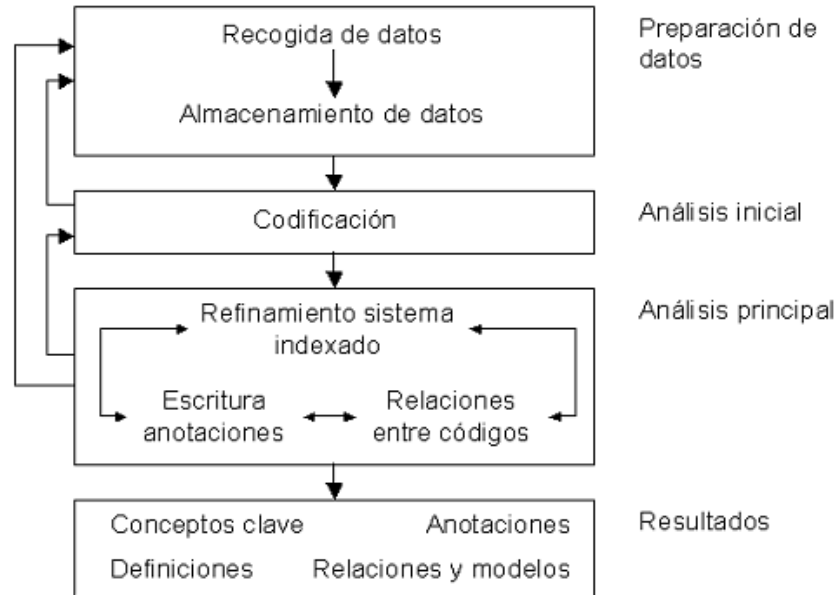 Recogida de datos
Preparación de
datos
Almacenamiento de datos
Codificación
Análisis inicial
Refinamiento sistema
indexado
Análisis principal
Escritura
anotaciones
Relaciones
entre códigos
Conceptos clave
Anotaciones
Resultados
Definiciones
Relaciones y modelos